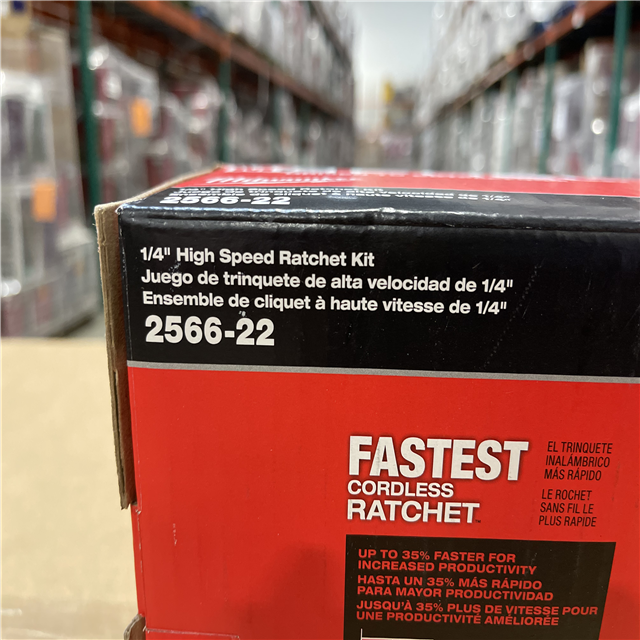 2566-22
1/4" High Speed Ratchet Kit
Juego de trinquete de alta velocidad de 1/4"
Ensemble de cliquet à haute vitesse de 1/4"
2566-22
FASTEST
CORDLESS
RATCHET™
EL TRINQUETE
INALÁMBRICO
MÁS RÁPIDO
LE ROCHET
SANS FIL LE
PLUS RAPIDE
UP TO 35% FASTER FOR
INCREASED PRODUCTIVITY
HASTA UN 35% MÁS RÁPIDO
PARA MAYOR PRODUCTIVIDAD
JUSQU'À 35% PLUS DE VITESSE POUR
UNE PRODUCTIVITÉ AMÉLIORÉE